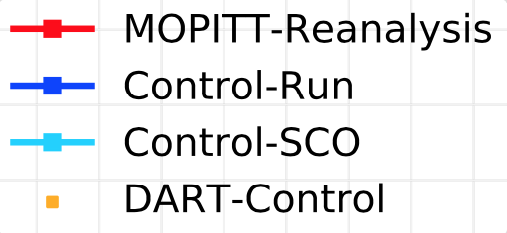 MOPITT-Reanalysis
Control-Run
Control-SCO
DART-Control